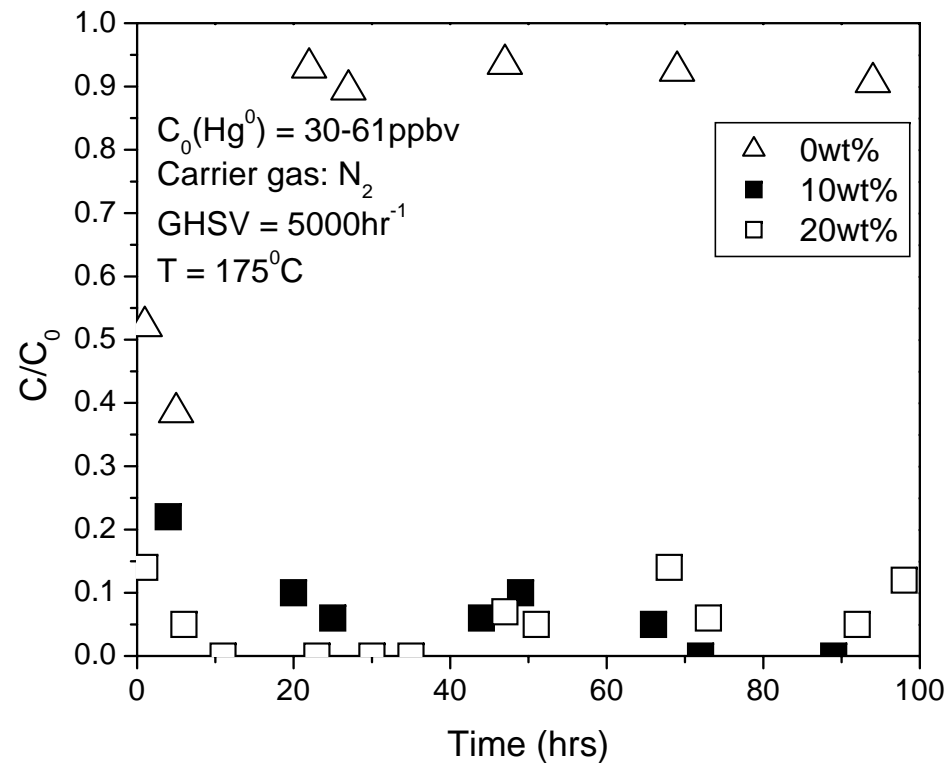 1.0
0.9
0.8
0.7
0.6
0.5
0.4
0.3
0.2
0.1
0.0
C/C₀
C₀(Hg⁰) = 30-61ppbv
Carrier gas: N₂
GHSV = 5000hr⁻¹
T = 175⁰C
0wt%
10wt%
20wt%
0 20 40 60 80 100
Time (hrs)